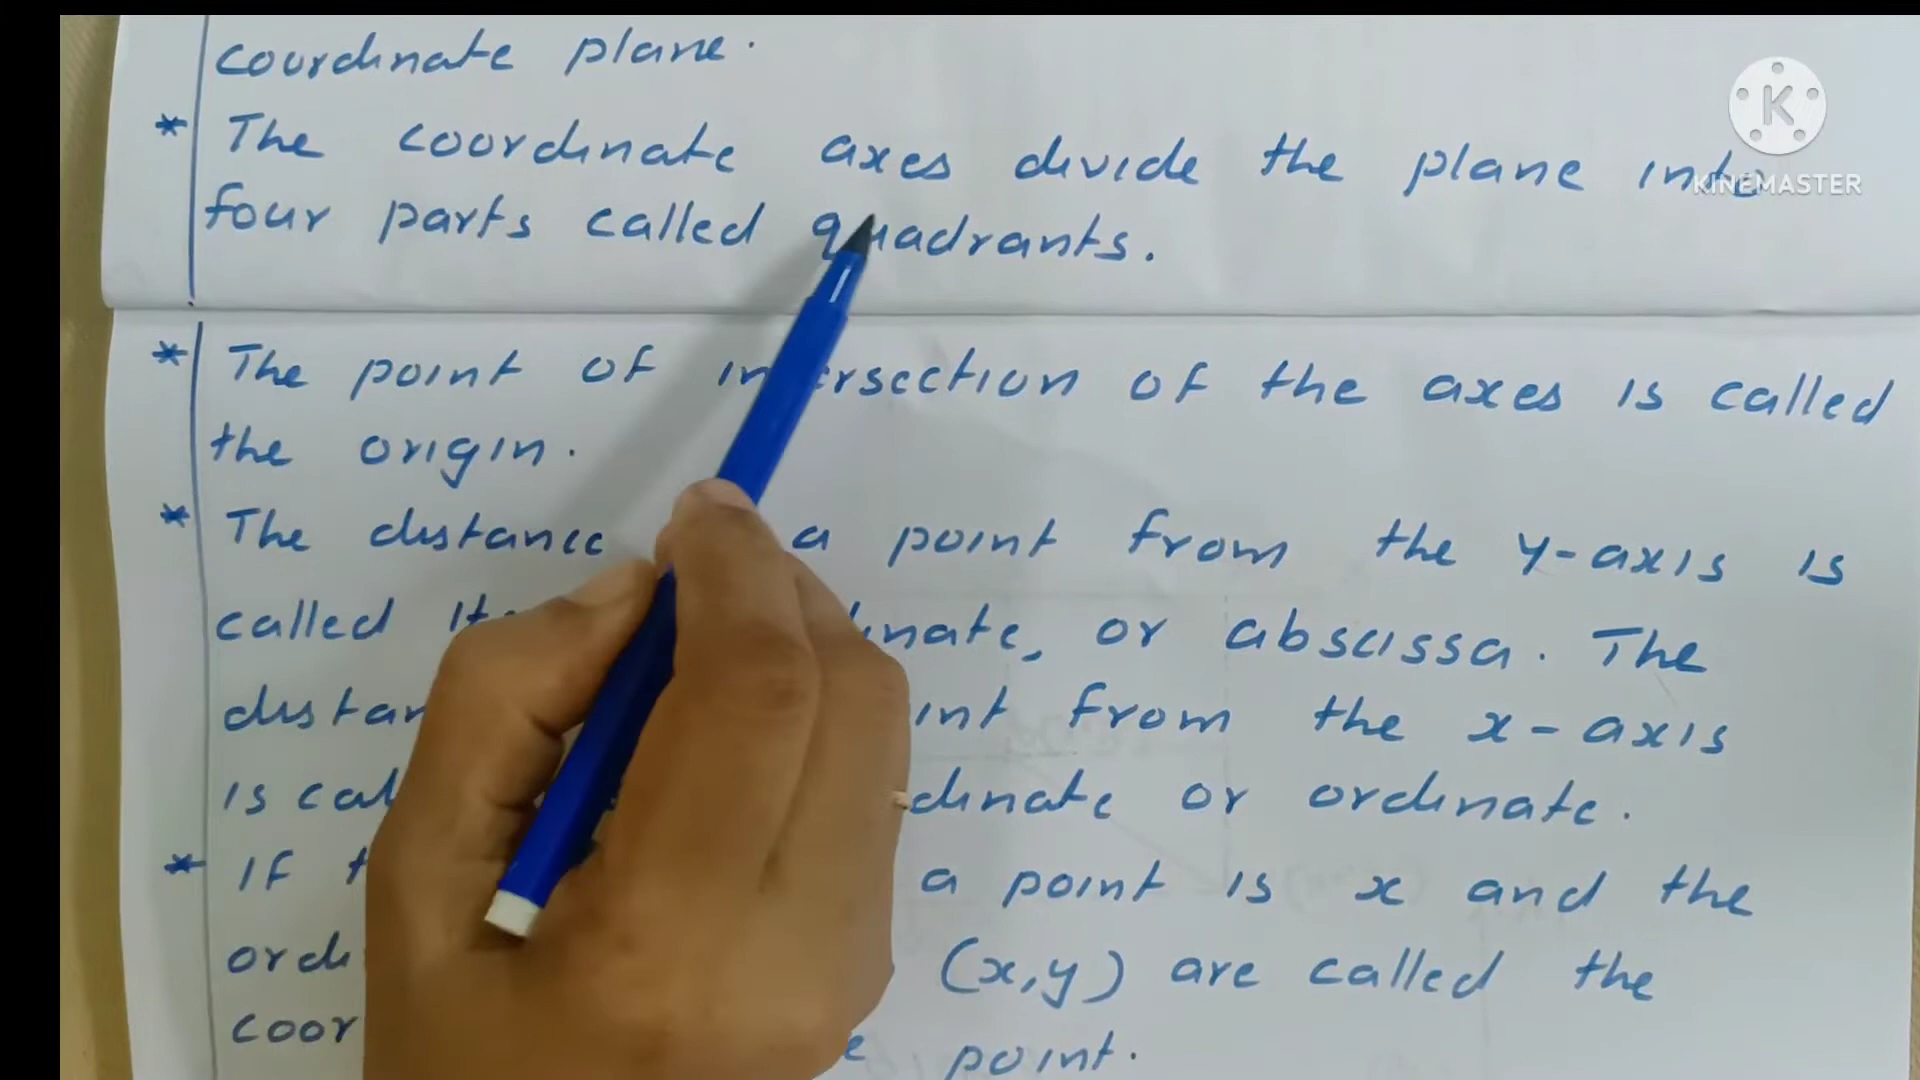 coordinate plane.
* The coordinate axes divide the plane into
KINEMASTER
four parts called quadrants.
* The point of intersection of the axes is called
the origin.
* The distance a point from the y-axis is
called its or abscissa. The
from the x-axis
is or ordinate.
* If a point is x and the
(x,y) are called the
point.